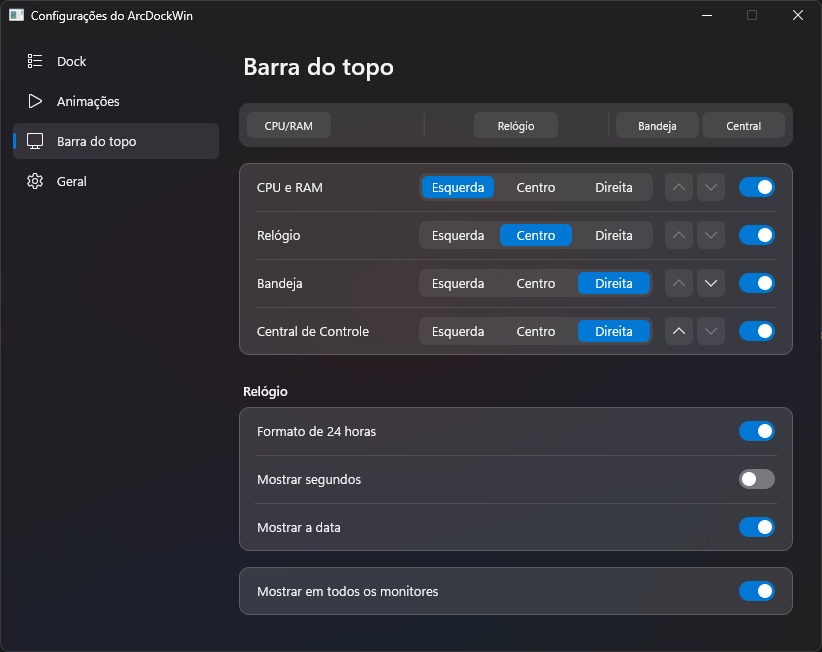 Configurações do ArcDockWin
Dock
Animações
Barra do topo
Geral
Barra do topo
CPU/RAM Relógio Bandeja Central
CPU e RAM Esquerda Centro Direita
Relógio Esquerda Centro Direita
Bandeja Esquerda Centro Direita
Central de Controle Esquerda Centro Direita
Relógio
Formato de 24 horas
Mostrar segundos
Mostrar a data
Mostrar em todos os monitores